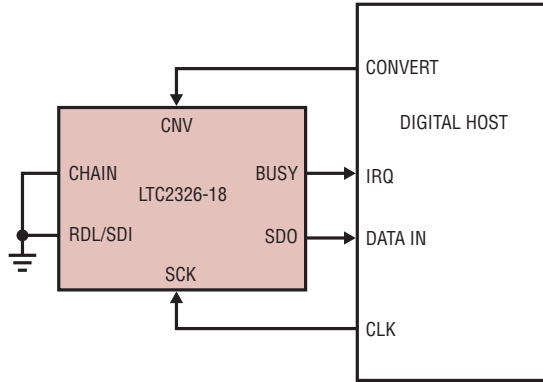 CONVERT
CNV
DIGITAL HOST
CHAIN
BUSY
IRQ
LTC2326-18
RDL/SDI
SDO
DATA IN
SCK
CLK